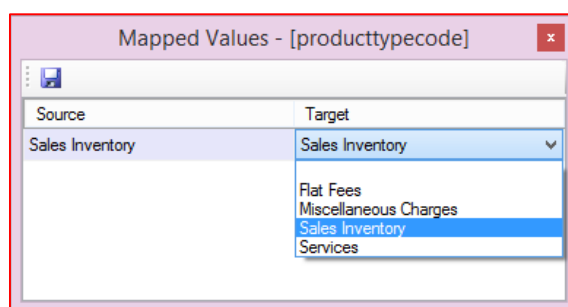 Mapped Values - [producttypecode]
x
Source Target
Sales Inventory Sales Inventory
Flat Fees
Miscellaneous Charges
Sales Inventory
Services